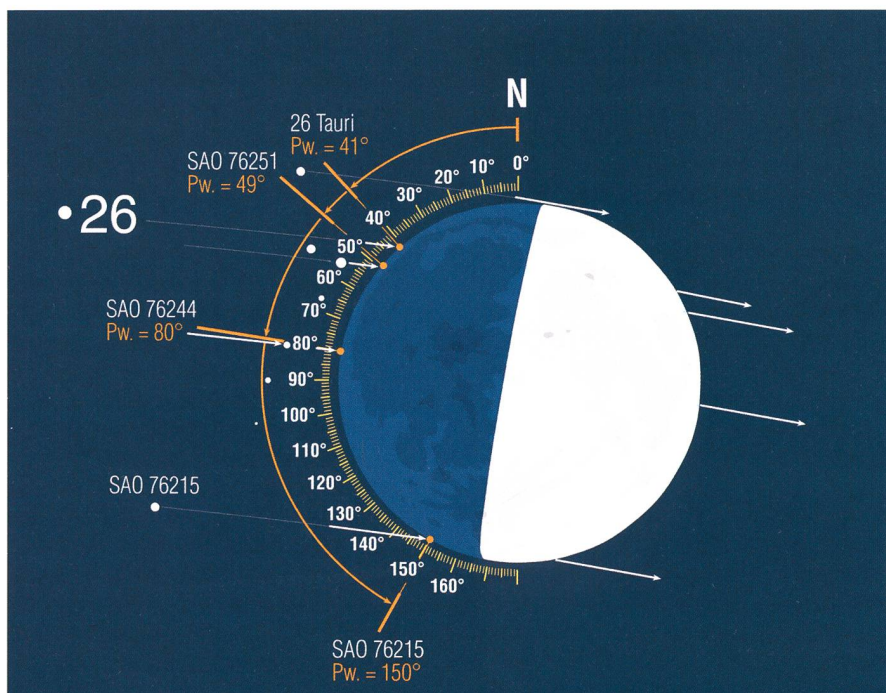 N
26 Tauri
Pw. = 41°
SAO 76251
Pw. = 49°
26
0°
10°
20°
30°
40°
50°
60°
70°
SAO 76244
Pw. = 80°
80°
90°
100°
110°
120°
SAO 76215
130°
140°
150°
160°
SAO 76215
Pw. = 150°